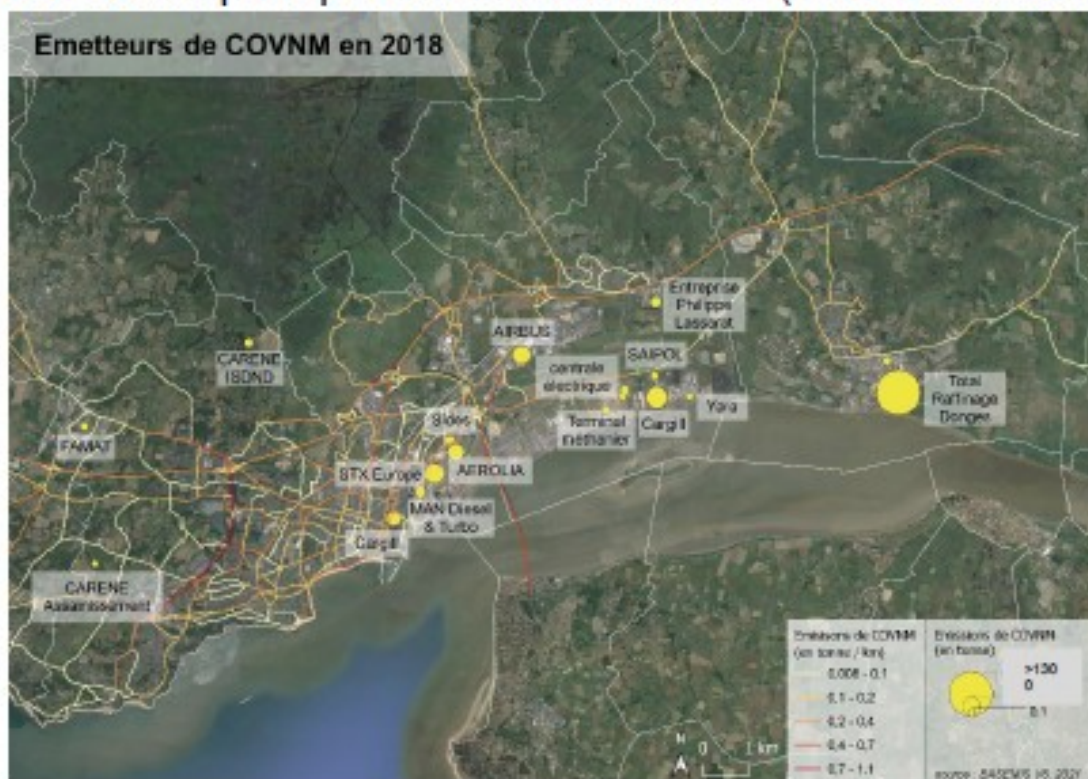 Emetteurs de COVNM en 2018
Entreprise
Philippe
Lassarat
AIRBUS
CARENE
ISDND
SAIPOL
centrale
électrique
Total
Raffinage
Donges
Yara
Cargill
Terminal
méthanier
Sides
FAMAT
STX Europe
AEROLIA
MAN Diesel
& Turbo
Cargill
CARENE
Assainissement
Emissions de COVNM
(en tonne / km)
0,008 - 0,1
0,1 - 0,2
0,2 - 0,4
0,4 - 0,7
0,7 - 1,1
Emissions de COVNM
(en tonne)
>130
0
0,1
N
0 1 km
source :